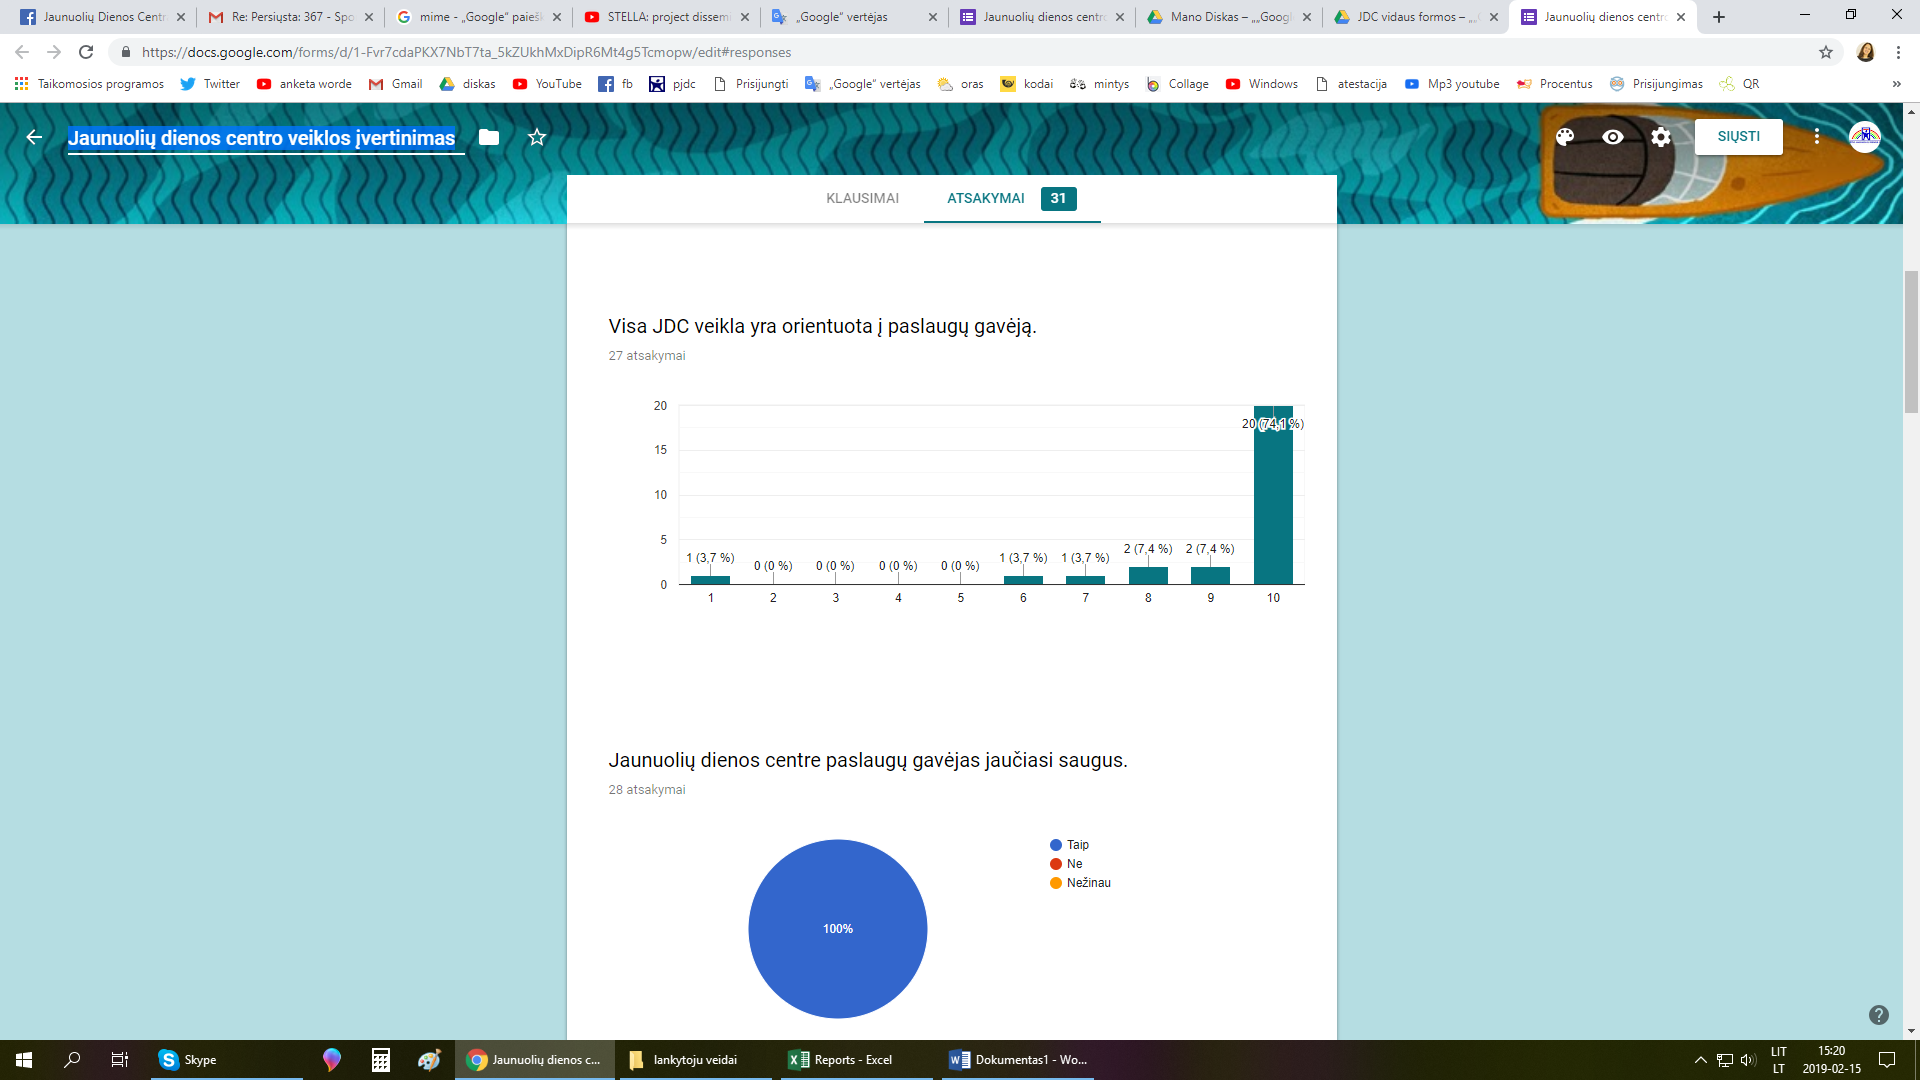 Jaunuolių Dienos Centr
Re: Persiųsta: 367 - Spo
mime - „Google“ paiešk
STELLA: project dissemi
„Google“ vertėjas
Jaunuolių dienos centro
Mano Diskas – „Googl
JDC vidaus formos – „
Jaunuolių dienos centro
https://docs.google.com/forms/d/1-Fvr7cdaPKX7NbT7ta_5kZUkhMxDipR6Mt4g5Tcmopw/edit#responses
Taikomosios programos Twitter anketa worde Gmail diskas YouTube fb pjdc Prisijungti „Google“ vertėjas oras kodai mintys Collage Windows atestacija Mp3 youtube Procentus Prisijungimas QR »
Jaunuolių dienos centro veiklos įvertinimas
SIŲSTI
KLAUSIMAI ATSAKYMAI 31
Visa JDC veikla yra orientuota į paslaugų gavėją.
27 atsakymai
20
20 (74,1 %)
15
10
5
1 (3,7 %) 0 (0 %) 0 (0 %) 0 (0 %) 0 (0 %) 1 (3,7 %) 1 (3,7 %) 2 (7,4 %) 2 (7,4 %)
0
1 2 3 4 5 6 7 8 9 10
Jaunuolių dienos centre paslaugų gavėjas jaučiasi saugus.
28 atsakymai
Taip
Ne
Nežinau
100%
Skype
Jaunuolių dienos c...
lankytoju veidai
Reports - Excel
Dokumentas1 - Wo...
LIT
LT
15:20
2019-02-15